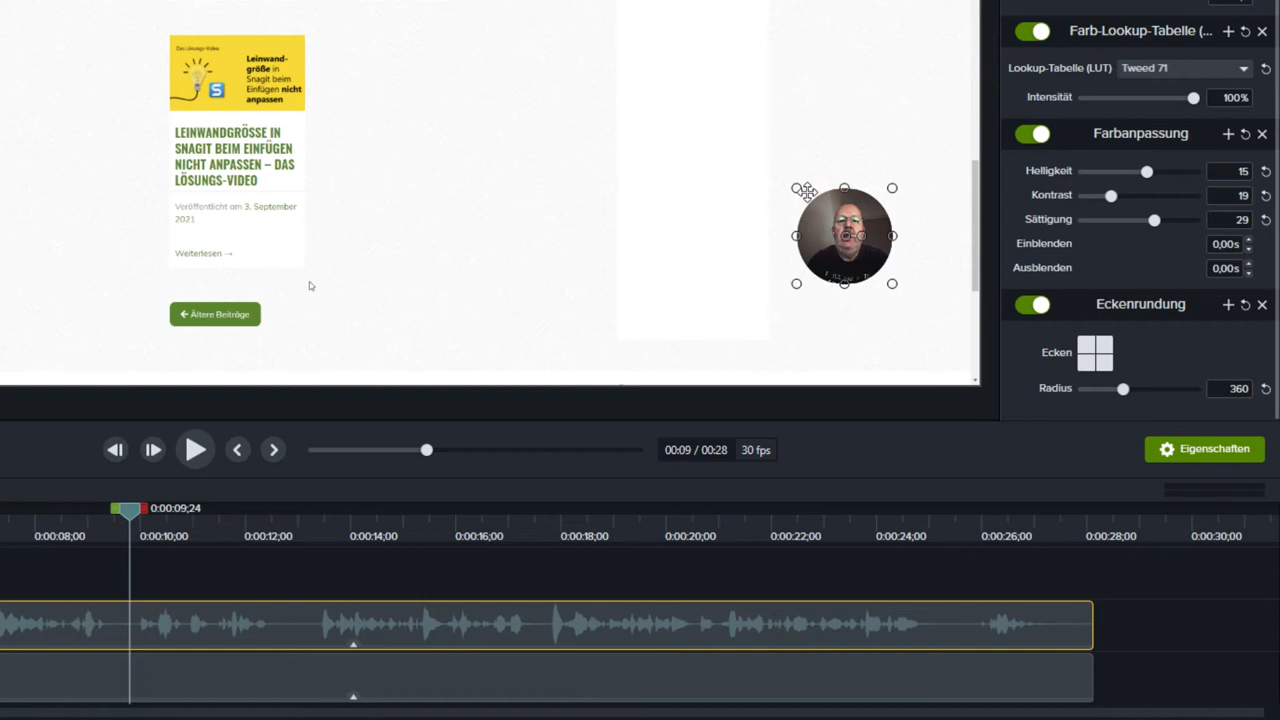 Das Lösungs-Video
Leinwand-
größe in
Snagit beim
Einfügen nicht
anpassen
S
LEINWANDGRÖSSE IN
SNAGIT BEIM EINFÜGEN
NICHT ANPASSEN – DAS
LÖSUNGS-VIDEO
Veröffentlicht am 3. September
2021
Weiterlesen →
← Ältere Beiträge
Farb-Lookup-Tabelle (...
Lookup-Tabelle (LUT) Tweed 71
Intensität 100%
Farbanpassung
Helligkeit 15
Kontrast 19
Sättigung 29
Einblenden 0,00s
Ausblenden 0,00s
Eckenrundung
Ecken
Radius 360
00:09 / 00:28 30 fps
Eigenschaften
0:00:09;24
0:00:08;00 0:00:10;00 0:00:12;00 0:00:14;00 0:00:16;00 0:00:18;00 0:00:20;00 0:00:22;00 0:00:24;00 0:00:26;00 0:00:28;00 0:00:30;00